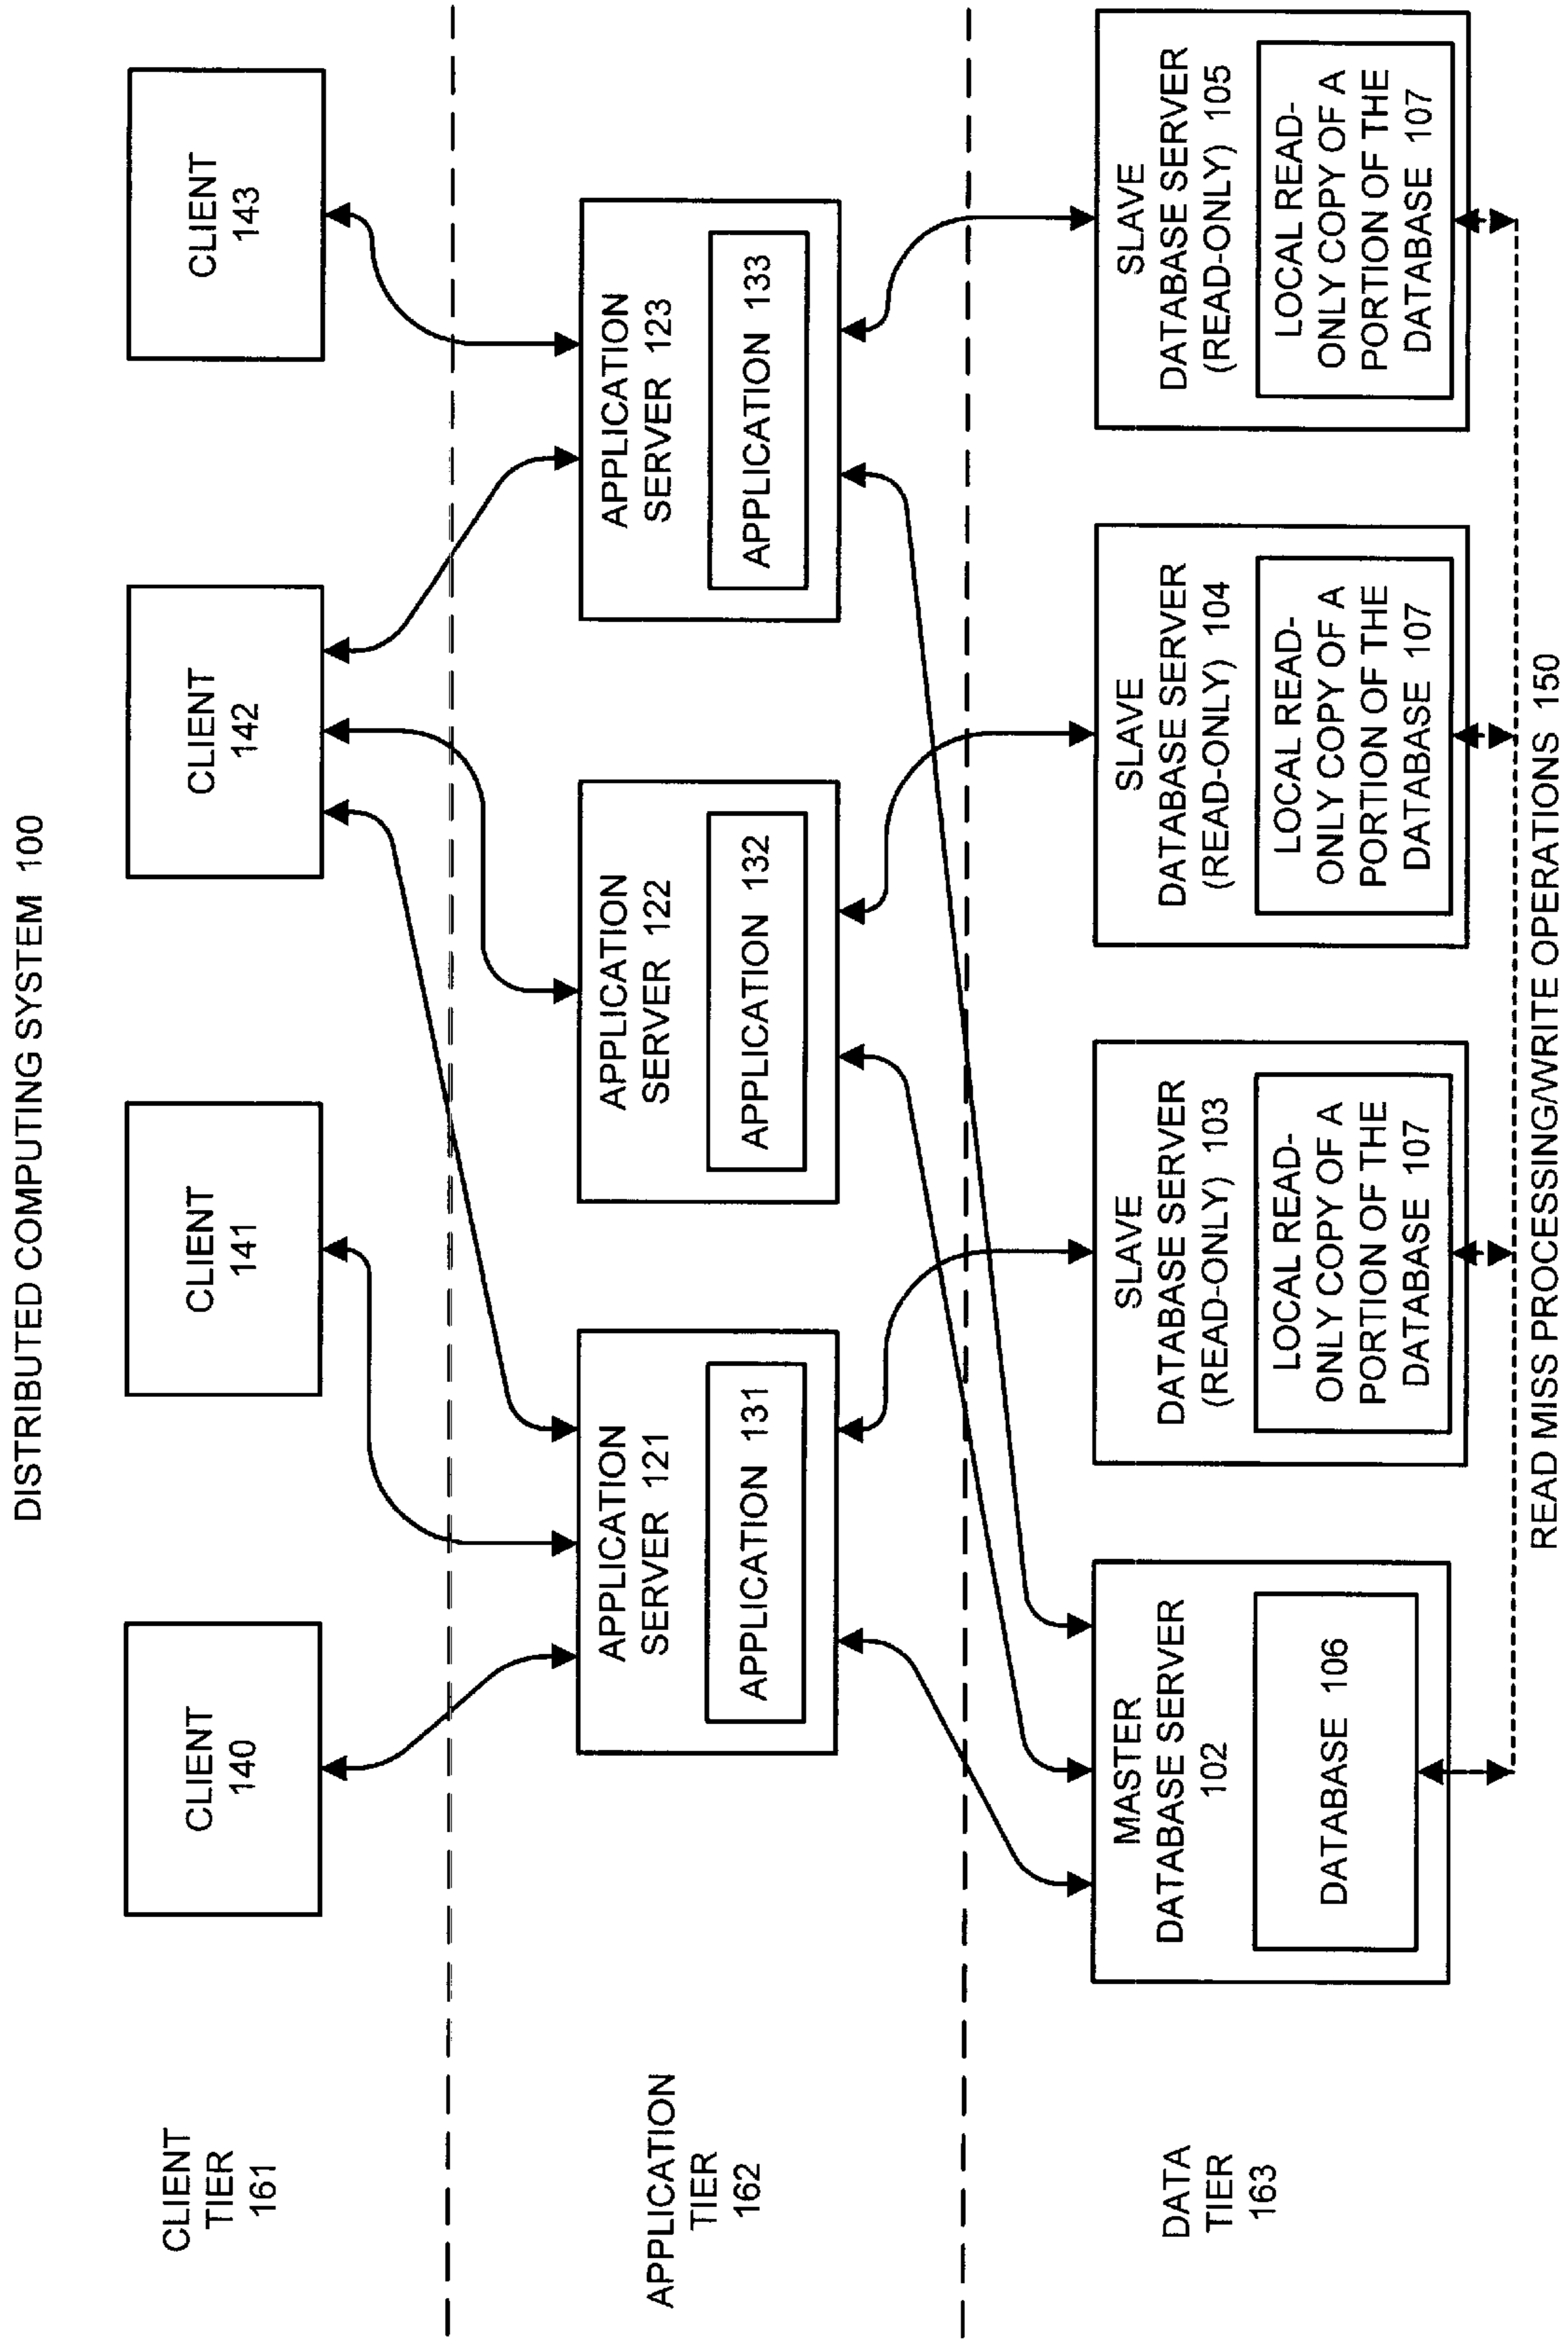 DISTRIBUTED COMPUTING SYSTEM 100
CLIENT
TIER
161
CLIENT
140
CLIENT
141
CLIENT
142
CLIENT
143
APPLICATION
TIER
162
APPLICATION
SERVER 121
APPLICATION 131
APPLICATION
SERVER 122
APPLICATION 132
APPLICATION
SERVER 123
APPLICATION 133
DATA
TIER
163
MASTER
DATABASE SERVER
102
DATABASE 106
SLAVE
DATABASE SERVER
(READ-ONLY) 103
LOCAL READ-
ONLY COPY OF A
PORTION OF THE
DATABASE 107
SLAVE
DATABASE SERVER
(READ-ONLY) 104
LOCAL READ-
ONLY COPY OF A
PORTION OF THE
DATABASE 107
SLAVE
DATABASE SERVER
(READ-ONLY) 105
LOCAL READ-
ONLY COPY OF A
PORTION OF THE
DATABASE 107
READ MISS PROCESSING/WRITE OPERATIONS 150